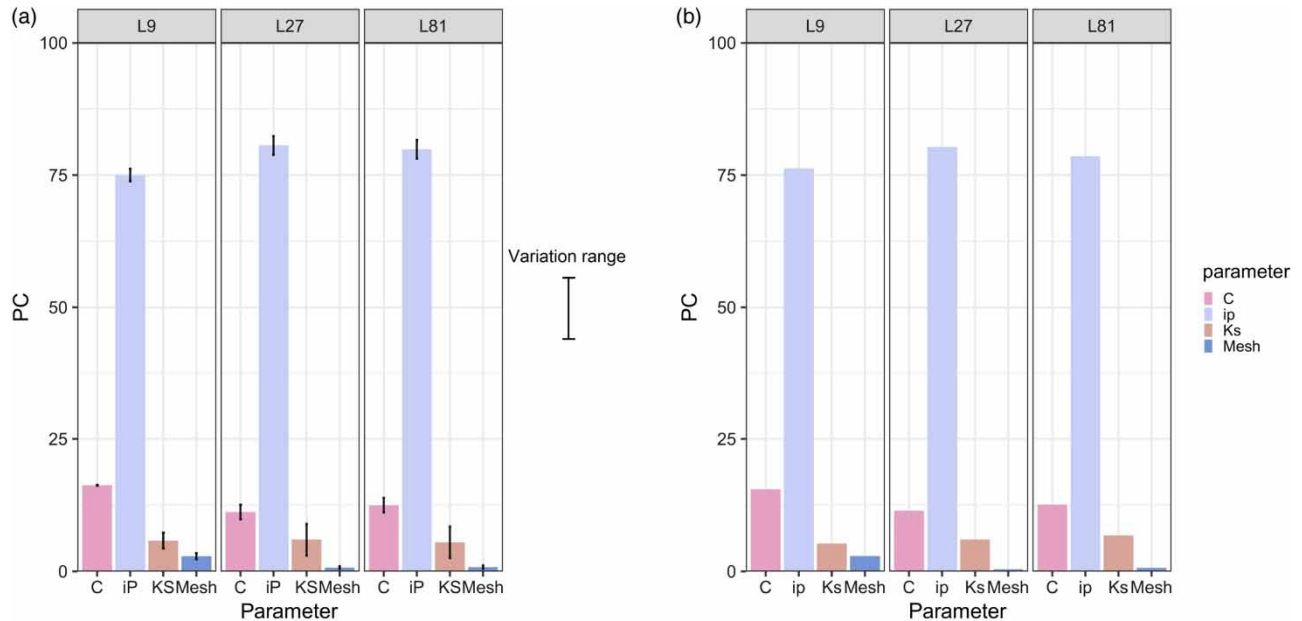 (a)
L9 L27 L81
100
75
50
25
0
PC
C iP KS Mesh C iP KS Mesh C iP KS Mesh
Parameter
Variation range
(b)
L9 L27 L81
100
75
50
25
0
PC
C ip Ks Mesh C ip Ks Mesh C ip Ks Mesh
Parameter
parameter
C
ip
Ks
Mesh